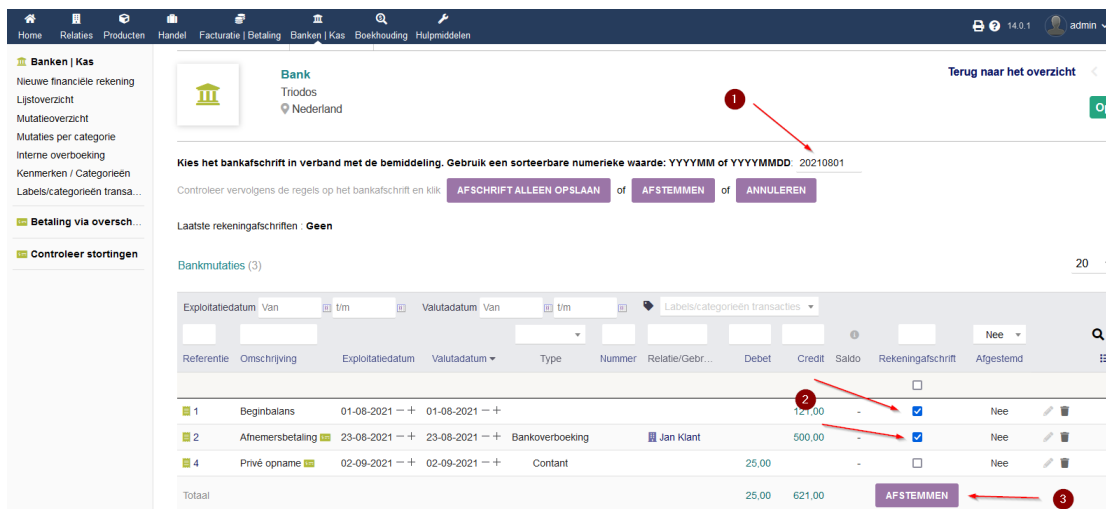 Home Relaties Producten Handel Facturatie | Betaling Banken | Kas Boekhouding Hulpmiddelen 14.0.1 admin
Banken | Kas
Nieuwe financiële rekening
Lijstoverzicht
Mutatieoverzicht
Mutaties per categorie
Interne overboeking
Kenmerken / Categorieën
Labels/categorieën transa...
Betaling via oversch...
Controleer stortingen
Bank
Triodos
Nederland
Terug naar het overzicht
Op
1
Kies het bankafschrift in verband met de bemiddeling. Gebruik een sorteerbare numerieke waarde: YYYYMM of YYYYMMDD: 20210801
Controleer vervolgens de regels op het bankafschrift en klik AFSCHRIFT ALLEEN OPSLAAN of AFSTEMMEN of ANNULEREN
Laatste rekeningafschriften : Geen
Bankmutaties (3) 20
Exploitatiedatum Van t/m Valutadatum Van t/m Labels/categorieën transacties
Nee
Referentie Omschrijving Exploitatiedatum Valutadatum Type Nummer Relatie/Gebr... Debet Credit Saldo Rekeningafschrift Afgestemd
2
1 Beginbalans 01-08-2021 01-08-2021 121,00 - Nee
2 Afnemersbetaling 23-08-2021 23-08-2021 Bankoverboeking Jan Klant 500,00 - Nee
4 Privé opname 02-09-2021 02-09-2021 Contant 25,00 - Nee
Totaal 25,00 621,00 AFSTEMMEN 3